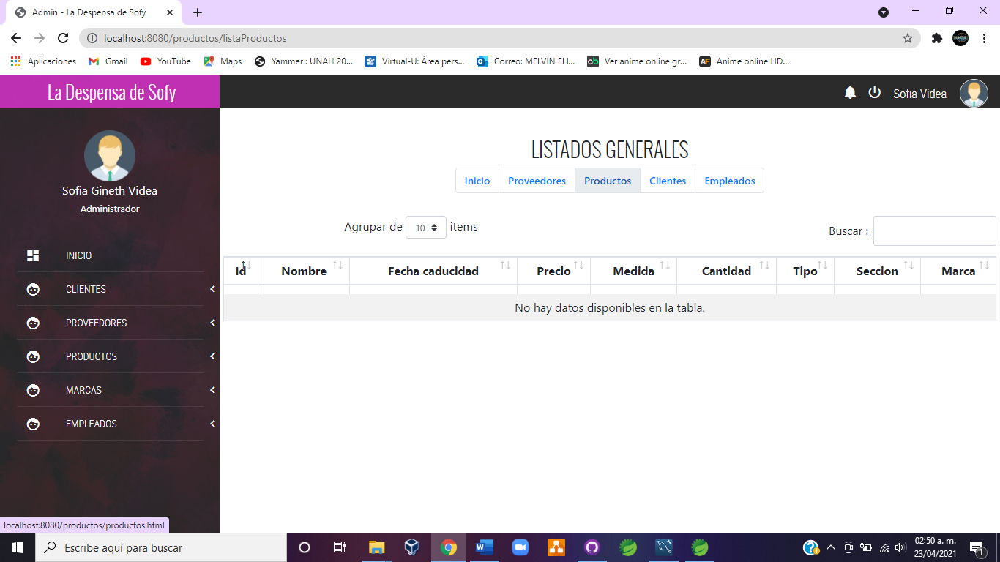 Admin - La Despensa de Sofy
localhost:8080/productos/listaProductos
Aplicaciones Gmail YouTube Maps Yammer : UNAH 20... Virtual-U: Área pers... Correo: MELVIN ELI... Ver anime online gr... Anime online HD...
La Despensa de Sofy
Sofia Videa
Sofia Gineth Videa
Administrador
INICIO
CLIENTES
PROVEEDORES
PRODUCTOS
MARCAS
EMPLEADOS
LISTADOS GENERALES
Inicio Proveedores Productos Clientes Empleados
Agrupar de 10 items
Buscar :
Id Nombre Fecha caducidad Precio Medida Cantidad Tipo Seccion Marca
No hay datos disponibles en la tabla.
localhost:8080/productos/productos.html
Escribe aquí para buscar
02:50 a. m.
23/04/2021
1